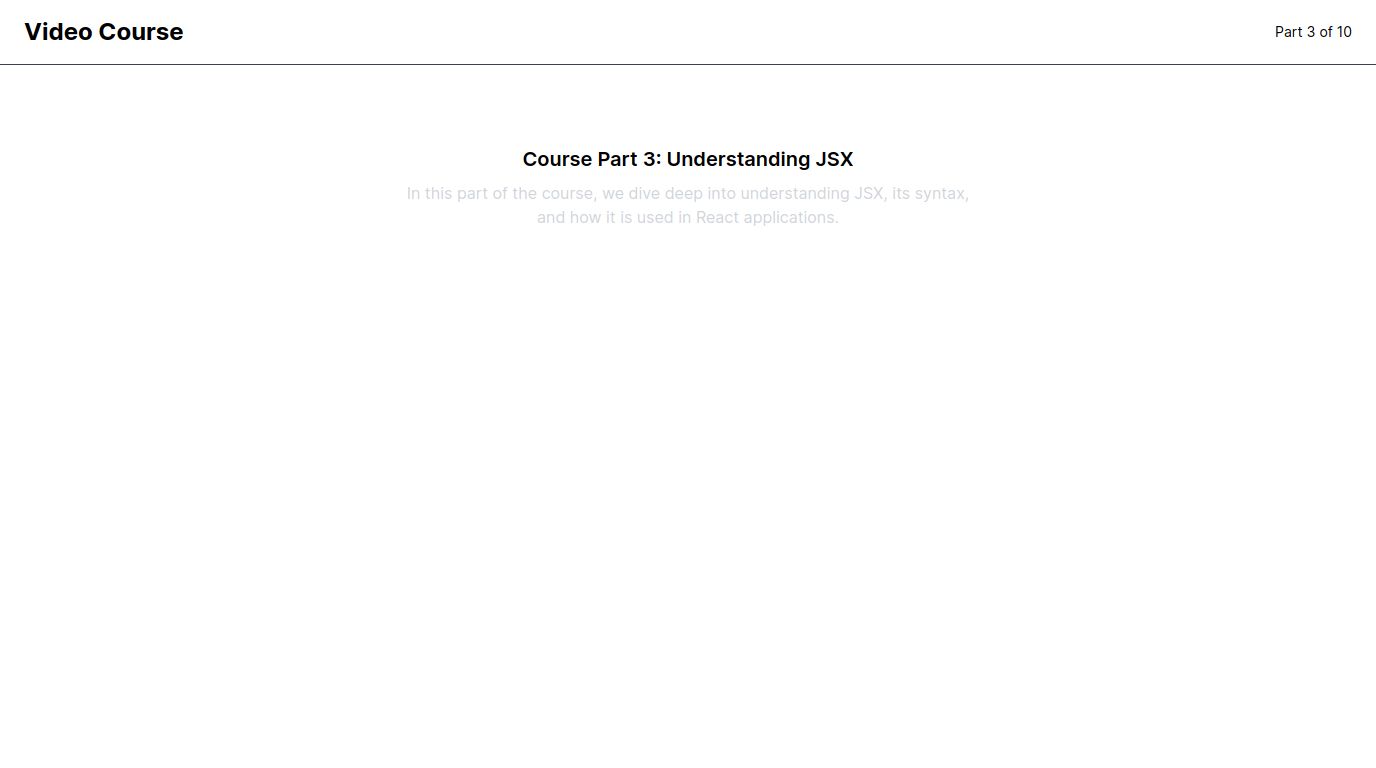 Video Course
Part 3 of 10
Course Part 3: Understanding JSX
In this part of the course, we dive deep into understanding JSX, its syntax,
and how it is used in React applications.